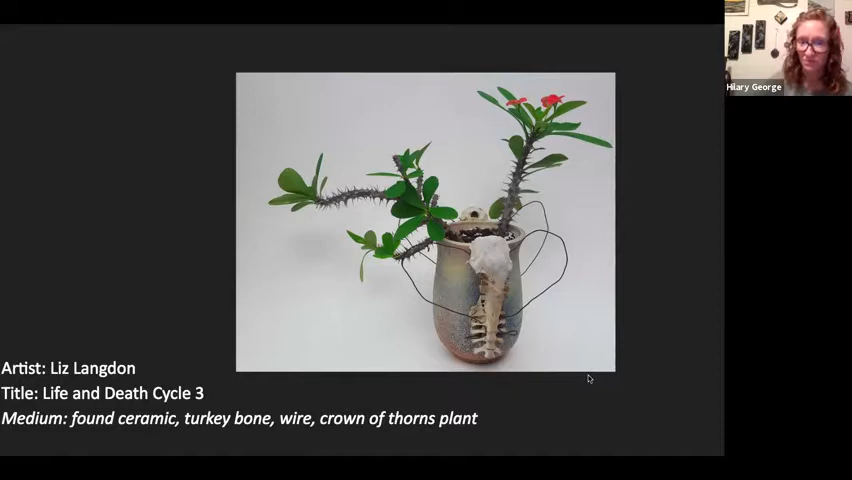 Hilary George
Artist: Liz Langdon
Title: Life and Death Cycle 3
Medium: found ceramic, turkey bone, wire, crown of thorns plant